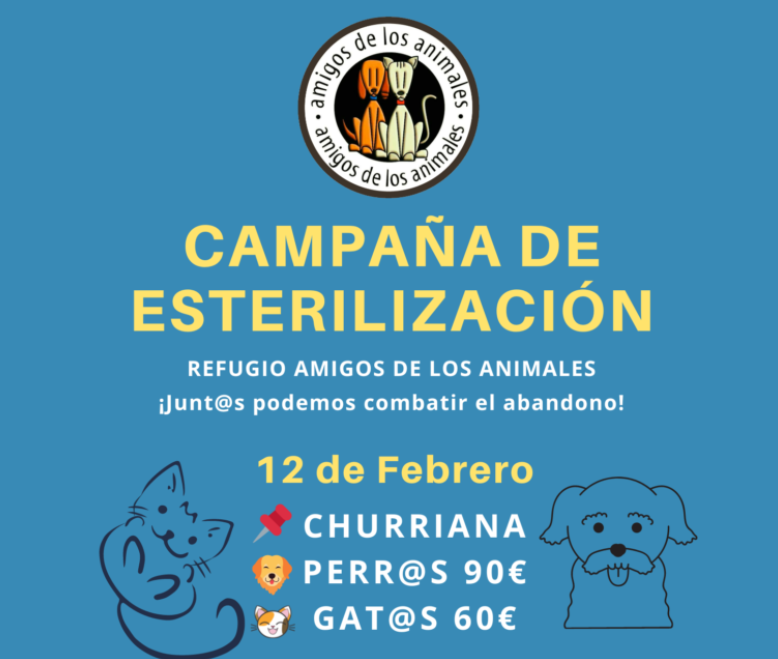 amigos de los animales · amigos de los animales ·
CAMPAÑA DE
ESTERILIZACIÓN
REFUGIO AMIGOS DE LOS ANIMALES
¡Junt@s podemos combatir el abandono!
12 de Febrero
CHURRIANA
PERR@S 90€
GAT@S 60€